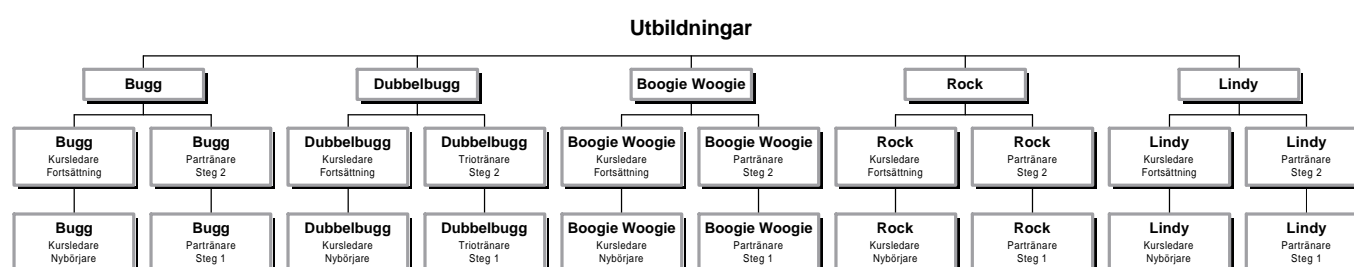 Utbildningar
Bugg
Dubbelbugg
Boogie Woogie
Rock
Lindy
Bugg
Kursledare
Fortsättning
Bugg
Partränare
Steg 2
Dubbelbugg
Kursledare
Fortsättning
Dubbelbugg
Triotränare
Steg 2
Boogie Woogie
Kursledare
Fortsättning
Boogie Woogie
Partränare
Steg 2
Rock
Kursledare
Fortsättning
Rock
Partränare
Steg 2
Lindy
Kursledare
Fortsättning
Lindy
Partränare
Steg 2
Bugg
Kursledare
Nybörjare
Bugg
Partränare
Steg 1
Dubbelbugg
Kursledare
Nybörjare
Dubbelbugg
Triotränare
Steg 1
Boogie Woogie
Kursledare
Nybörjare
Boogie Woogie
Partränare
Steg 1
Rock
Kursledare
Nybörjare
Rock
Partränare
Steg 1
Lindy
Kursledare
Nybörjare
Lindy
Partränare
Steg 1